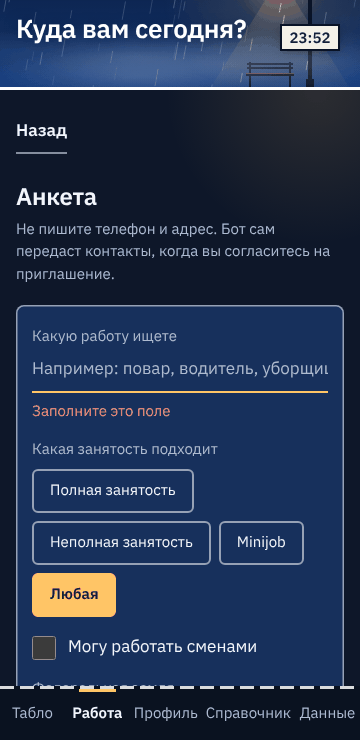 Куда вам сегодня?
23:52
Назад
Анкета
Не пишите телефон и адрес. Бот сам
передаст контакты, когда вы согласитесь на
приглашение.
Какую работу ищете
Например: повар, водитель, уборщиц
Заполните это поле
Какая занятость подходит
Полная занятость
Неполная занятость Minijob
Любая
Могу работать сменами
Табло Работа Профиль Справочник Данные